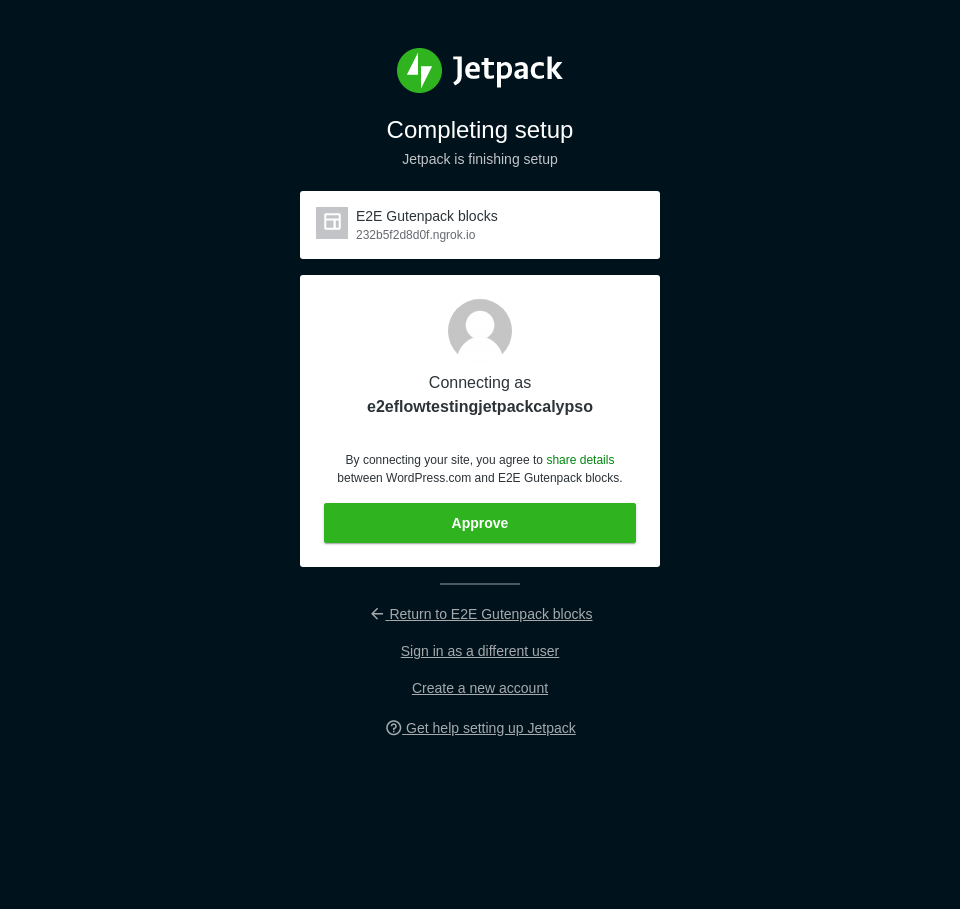 Jetpack
Completing setup
Jetpack is finishing setup
E2E Gutenpack blocks
232b5f2d8d0f.ngrok.io
Connecting as
e2eflowtestingjetpackcalypso
By connecting your site, you agree to share details
between WordPress.com and E2E Gutenpack blocks.
Approve
Return to E2E Gutenpack blocks
Sign in as a different user
Create a new account
Get help setting up Jetpack